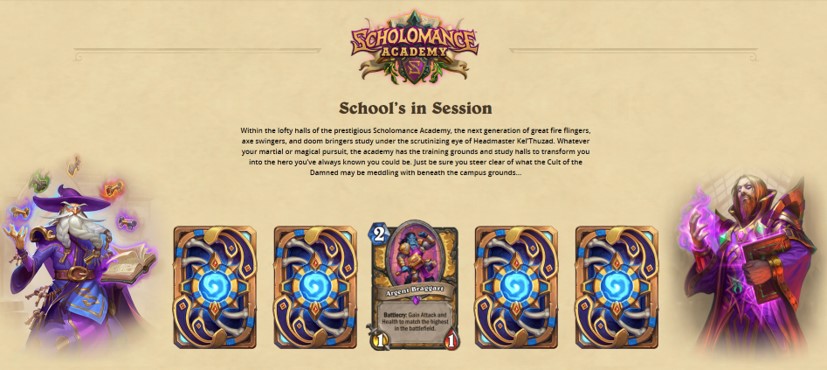 SCHOLOMANCE
ACADEMY
School's in Session
Within the lofty halls of the prestigious Scholomance Academy, the next generation of great fire flingers,
axe swingers, and doom bringers study under the scrutinizing eye of Headmaster Kel'Thuzad. Whatever
your martial or magical pursuit, the academy has the training grounds and study halls to transform you
into the hero you've always known you could be. Just be sure you steer clear of what the Cult of the
Damned may be meddling with beneath the campus grounds...
2
Argent Braggart
Battlecry: Gain Attack and
Health to match the highest
in the battlefield.
1 1